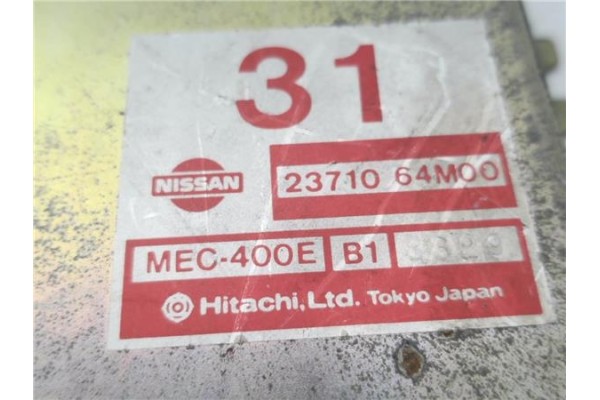 31
NISSAN 23710 64M00
MEC-400E B1
Hitachi, Ltd. Tokyo Japan